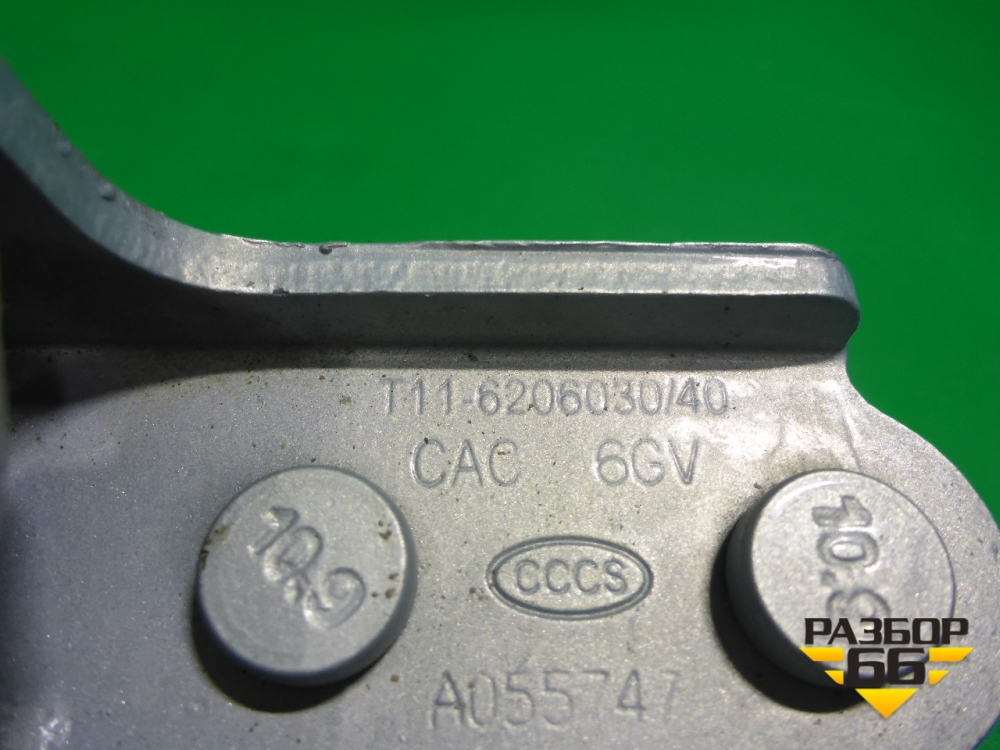 T11-6206030/40
CAC 6GV
10.9
10.9
CCCS
A055747
РАЗБОР
66